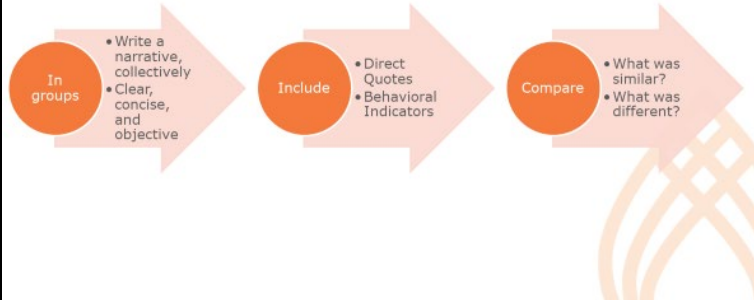 In
groups
• Write a
narrative,
collectively
• Clear,
concise,
and
objective
Include
• Direct
Quotes
• Behavioral
Indicators
Compare
• What was
similar?
• What was
different?